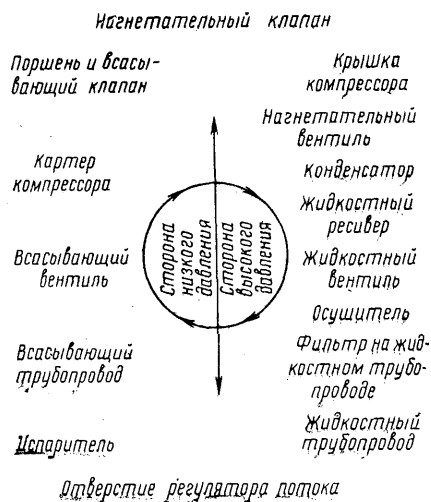 Нагнетательный клапан
Поршень и всасы-
вающий клапан
Картер
компрессора
Всасывающий
вентиль
Всасывающий
трубопровод
Испаритель
Сторона
низкого
давления
Сторона
высокого
давления
Крышка
компрессора
Нагнетательный
вентиль
Конденсатор
Жидкостный
ресивер
Жидкостный
вентиль
Осушитель
Фильтр на жид-
костном трубо-
проводе
Жидкостный
трубопровод
Отверстие регулятора потока